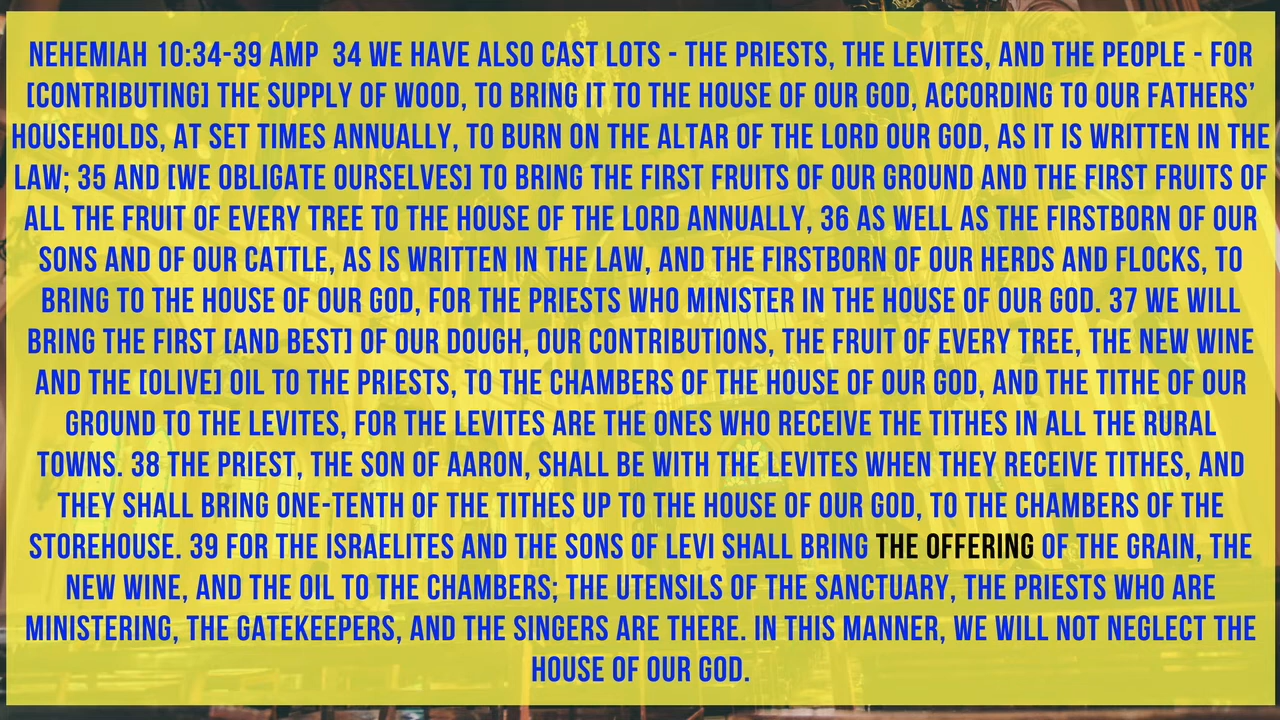 NEHEMIAH 10:34-39 AMP  34 WE HAVE ALSO CAST LOTS - THE PRIESTS, THE LEVITES, AND THE PEOPLE - FOR
[CONTRIBUTING] THE SUPPLY OF WOOD, TO BRING IT TO THE HOUSE OF OUR GOD, ACCORDING TO OUR FATHERS’
HOUSEHOLDS, AT SET TIMES ANNUALLY, TO BURN ON THE ALTAR OF THE LORD OUR GOD, AS IT IS WRITTEN IN THE
LAW; 35 AND [WE OBLIGATE OURSELVES] TO BRING THE FIRST FRUITS OF OUR GROUND AND THE FIRST FRUITS OF
ALL THE FRUIT OF EVERY TREE TO THE HOUSE OF THE LORD ANNUALLY, 36 AS WELL AS THE FIRSTBORN OF OUR
SONS AND OF OUR CATTLE, AS IS WRITTEN IN THE LAW, AND THE FIRSTBORN OF OUR HERDS AND FLOCKS, TO
BRING TO THE HOUSE OF OUR GOD, FOR THE PRIESTS WHO MINISTER IN THE HOUSE OF OUR GOD. 37 WE WILL
BRING THE FIRST [AND BEST] OF OUR DOUGH, OUR CONTRIBUTIONS, THE FRUIT OF EVERY TREE, THE NEW WINE
AND THE [OLIVE] OIL TO THE PRIESTS, TO THE CHAMBERS OF THE HOUSE OF OUR GOD, AND THE TITHE OF OUR
GROUND TO THE LEVITES, FOR THE LEVITES ARE THE ONES WHO RECEIVE THE TITHES IN ALL THE RURAL
TOWNS. 38 THE PRIEST, THE SON OF AARON, SHALL BE WITH THE LEVITES WHEN THEY RECEIVE TITHES, AND
THEY SHALL BRING ONE-TENTH OF THE TITHES UP TO THE HOUSE OF OUR GOD, TO THE CHAMBERS OF THE
STOREHOUSE. 39 FOR THE ISRAELITES AND THE SONS OF LEVI SHALL BRING THE OFFERING OF THE GRAIN, THE
NEW WINE, AND THE OIL TO THE CHAMBERS; THE UTENSILS OF THE SANCTUARY, THE PRIESTS WHO ARE
MINISTERING, THE GATEKEEPERS, AND THE SINGERS ARE THERE. IN THIS MANNER, WE WILL NOT NEGLECT THE
HOUSE OF OUR GOD.